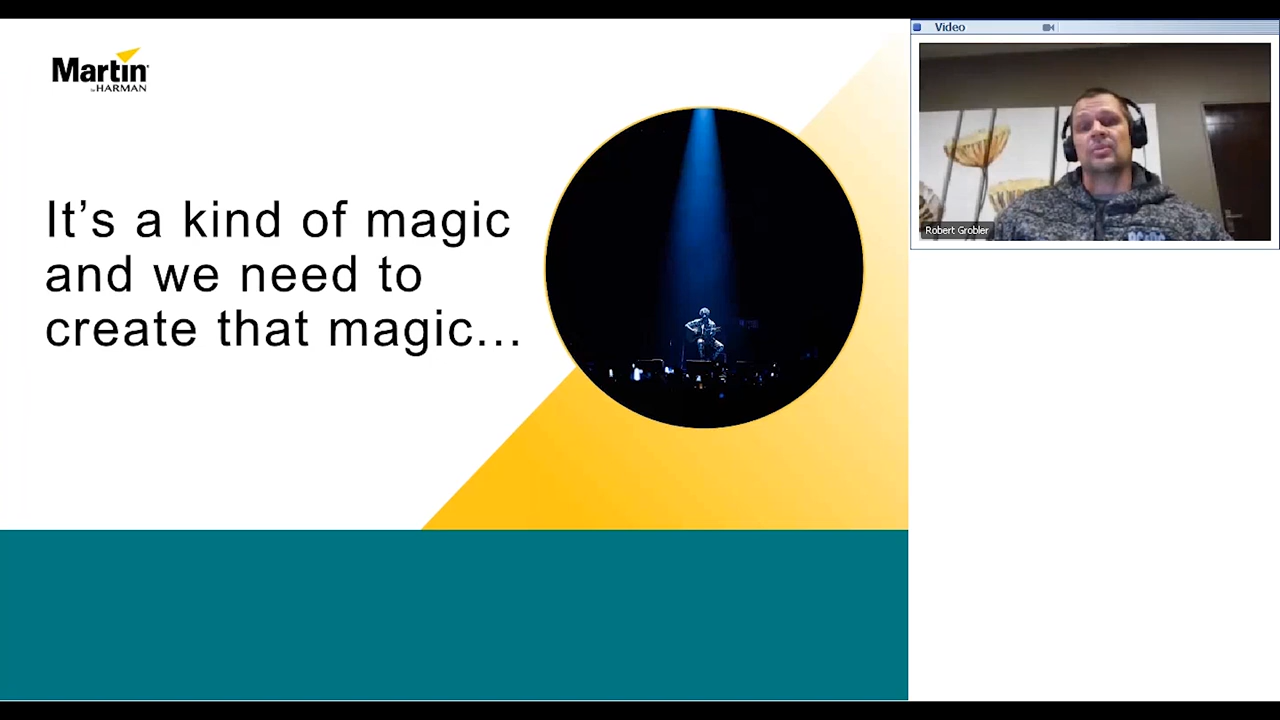 Martin
by HARMAN
It's a kind of magic
and we need to
create that magic...
Video
Robert Grobler